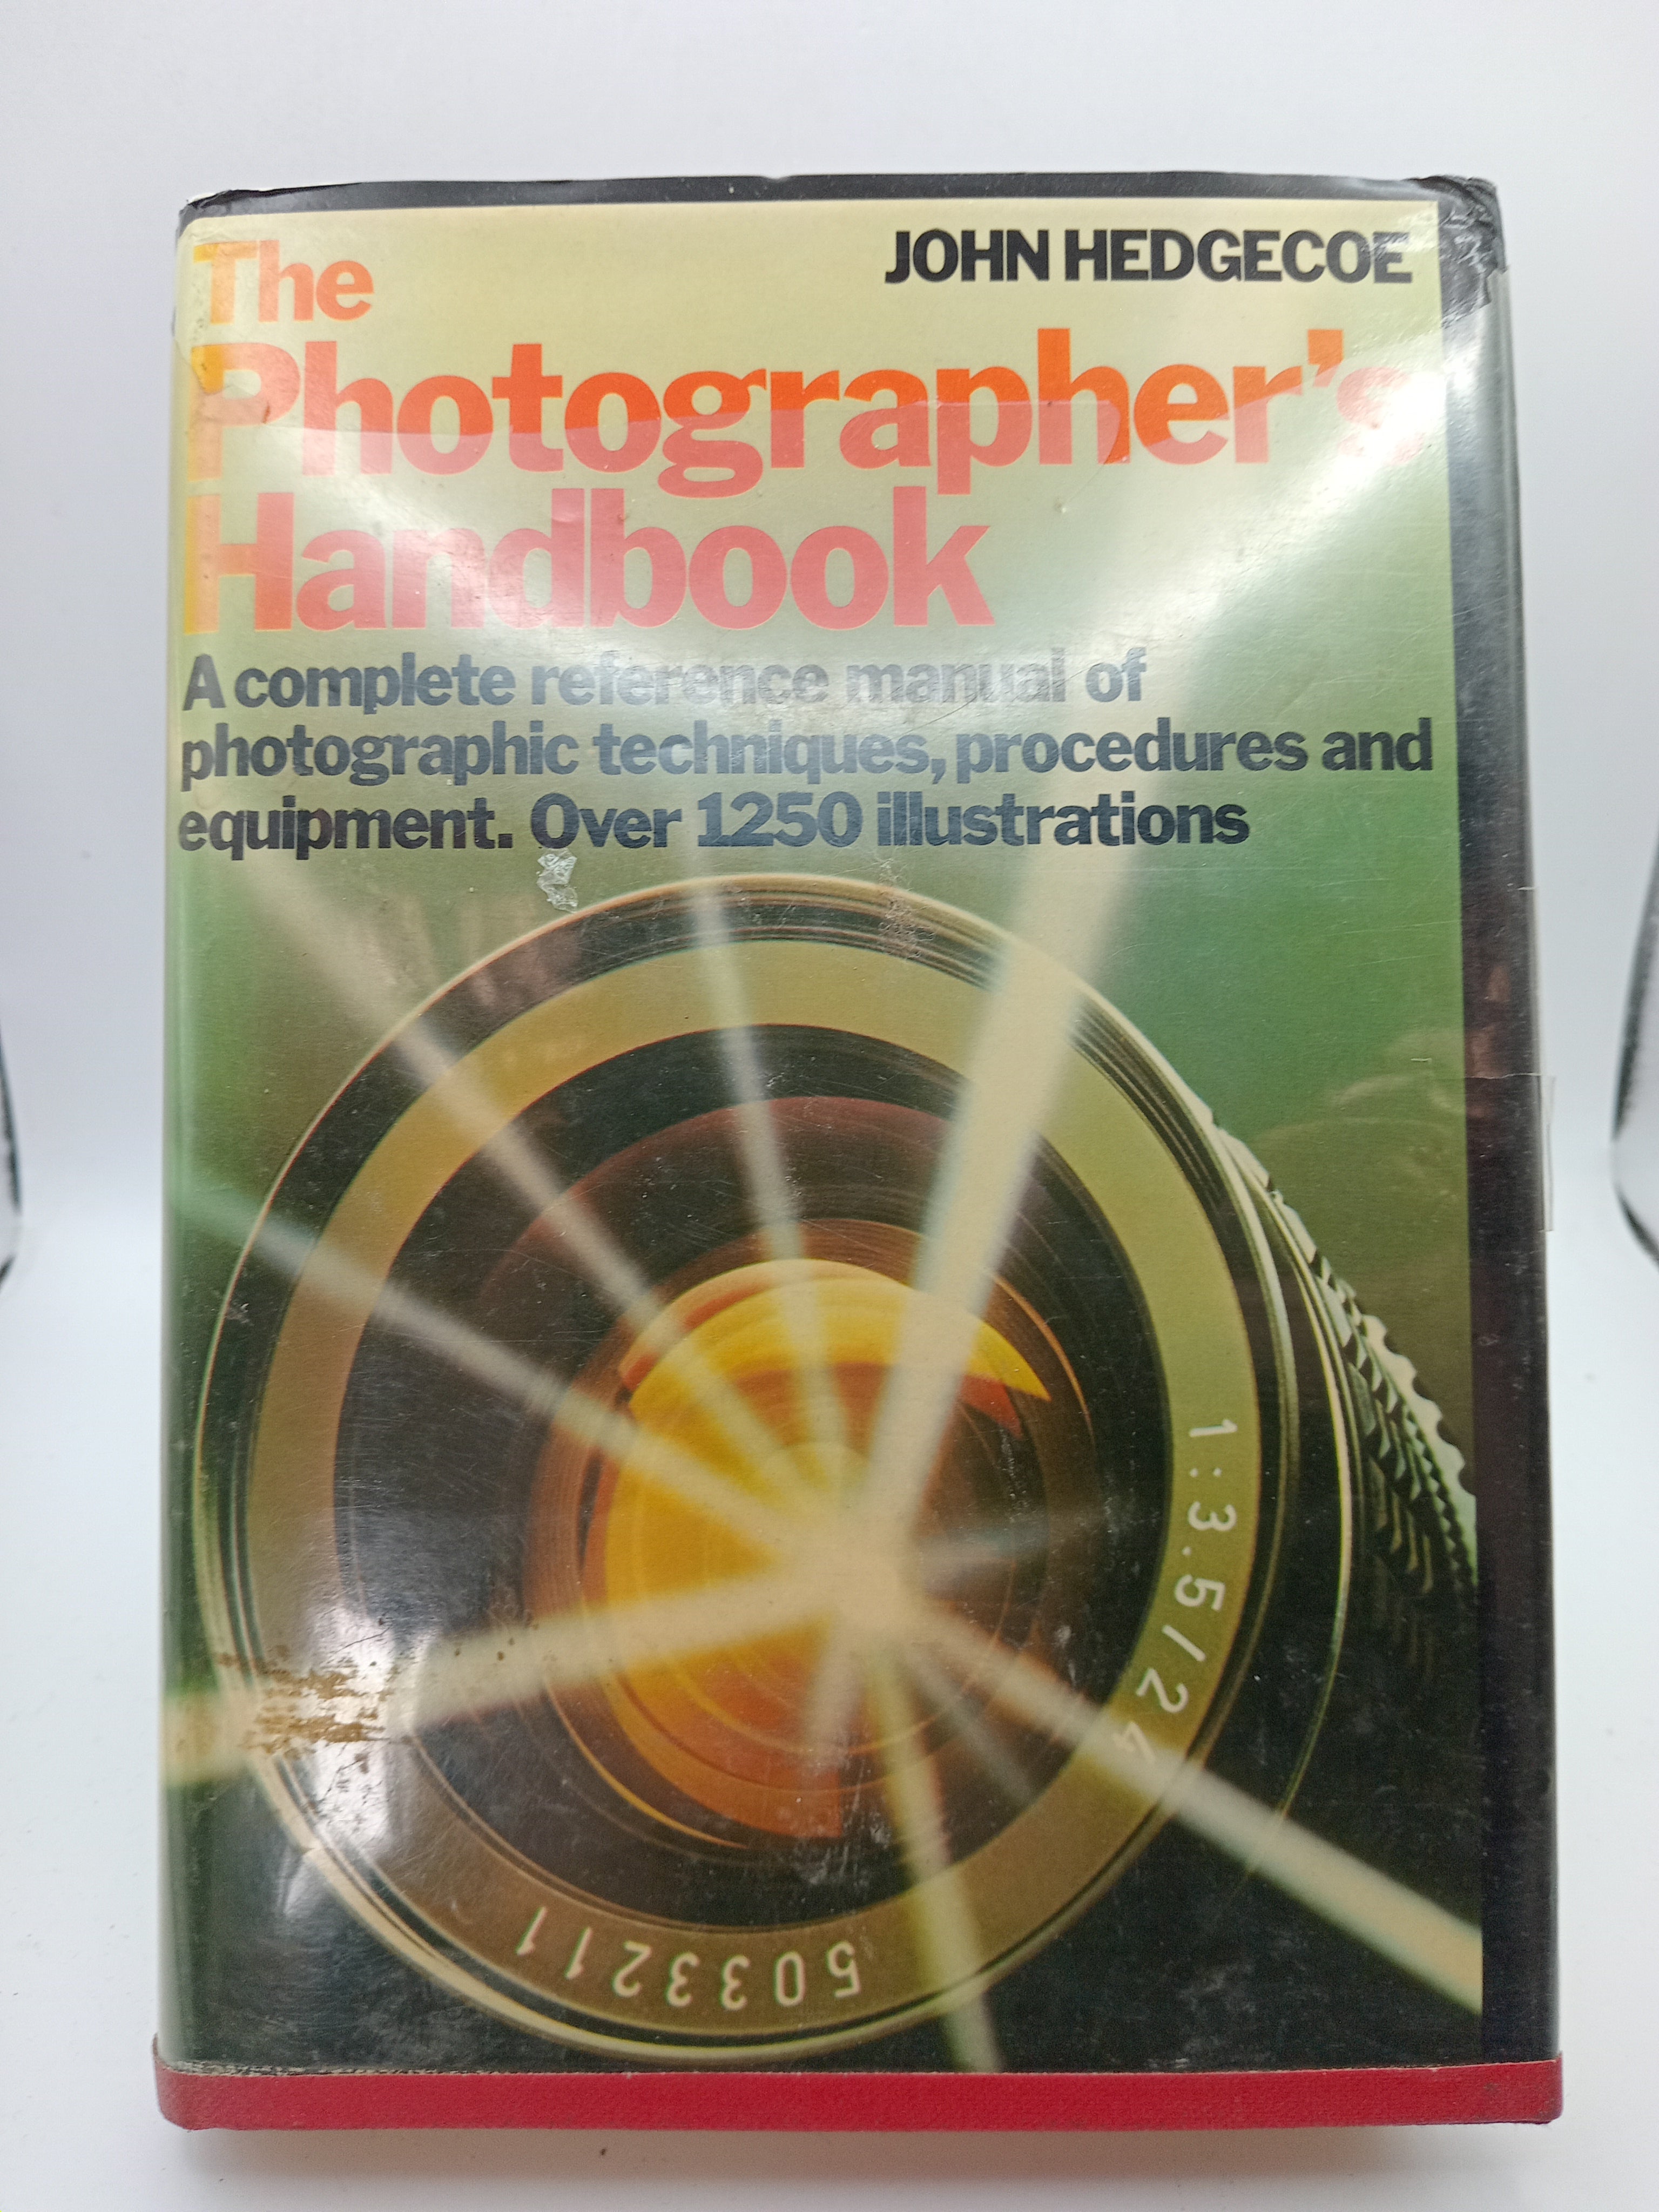 JOHN HEDGECOE
The
Photographer's
Handbook
A complete reference manual of
photographic techniques, procedures and
equipment. Over 1250 illustrations
1:3.5/24
5033211